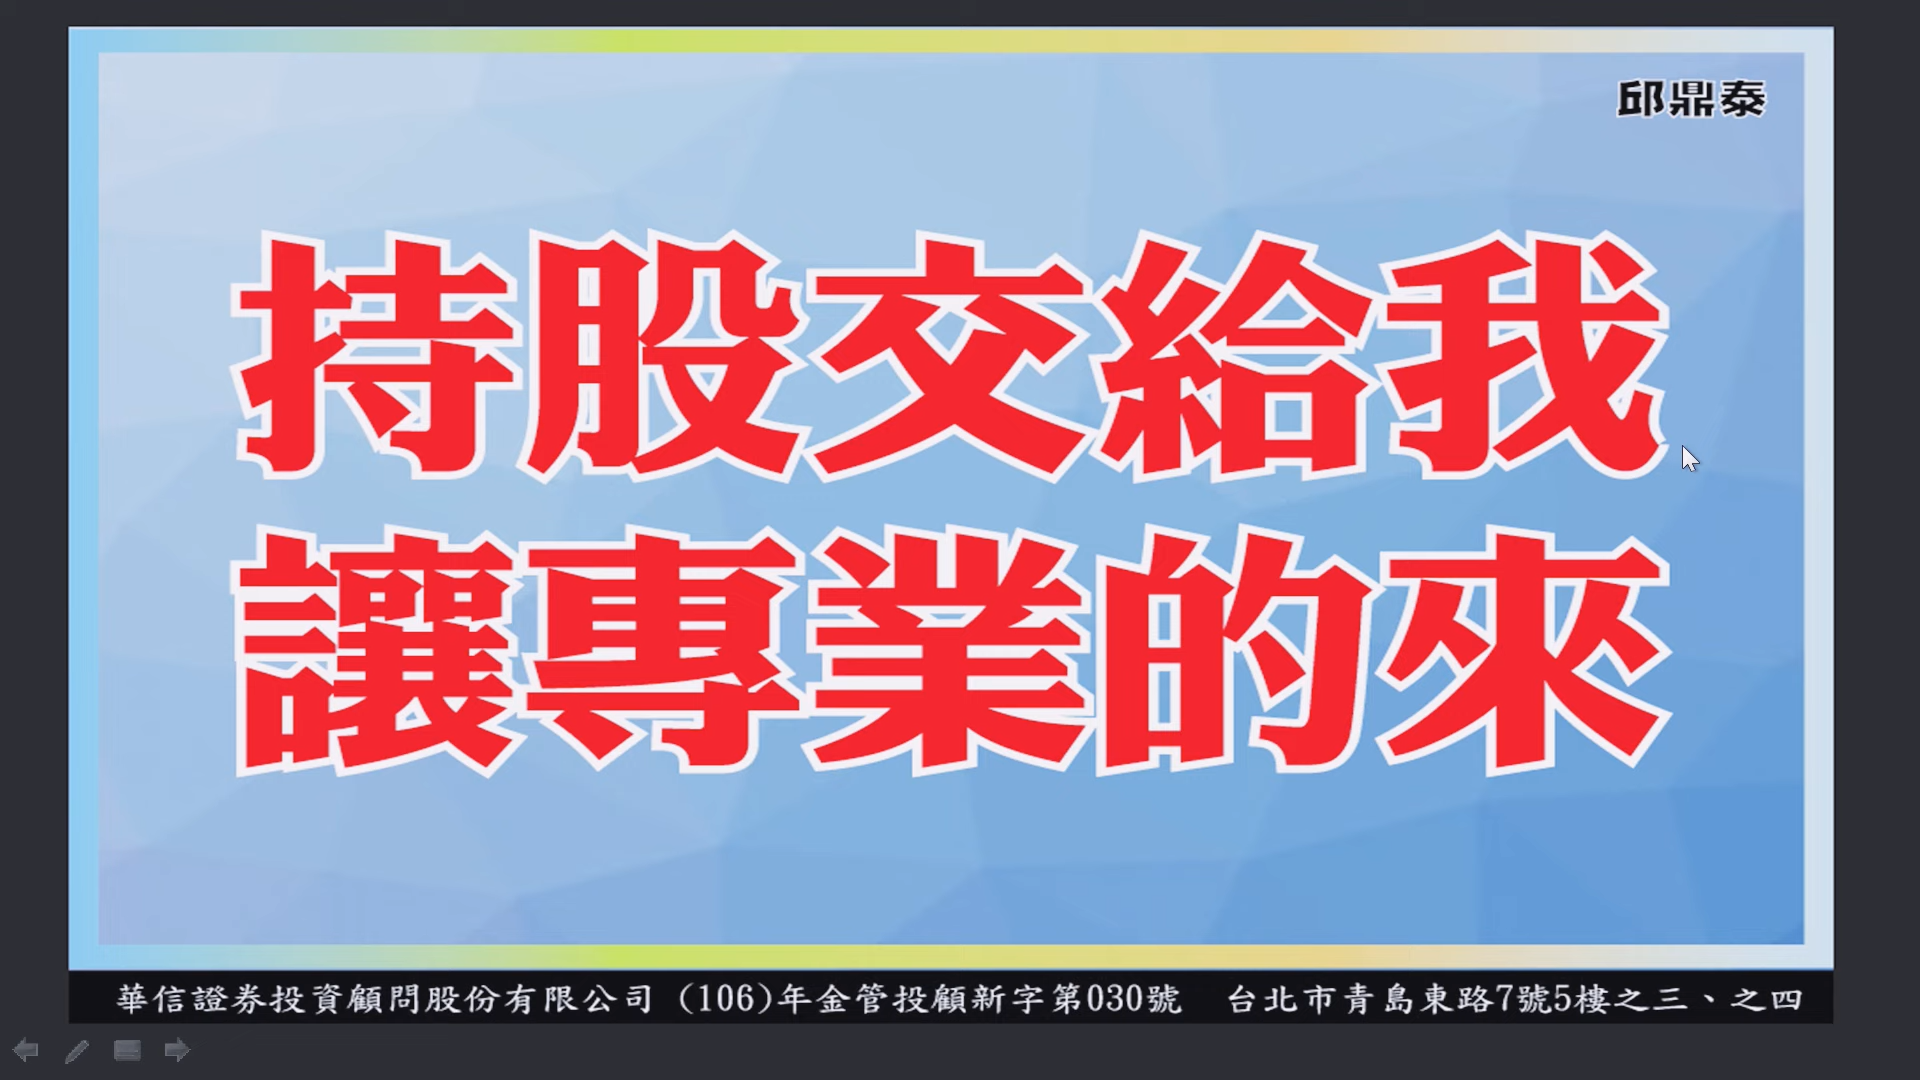 邱鼎泰
持股交給我
讓專業的來
華信證券投資顧問股份有限公司 (106)年金管投顧新字第030號 台北市青島東路7號5樓之三、之四